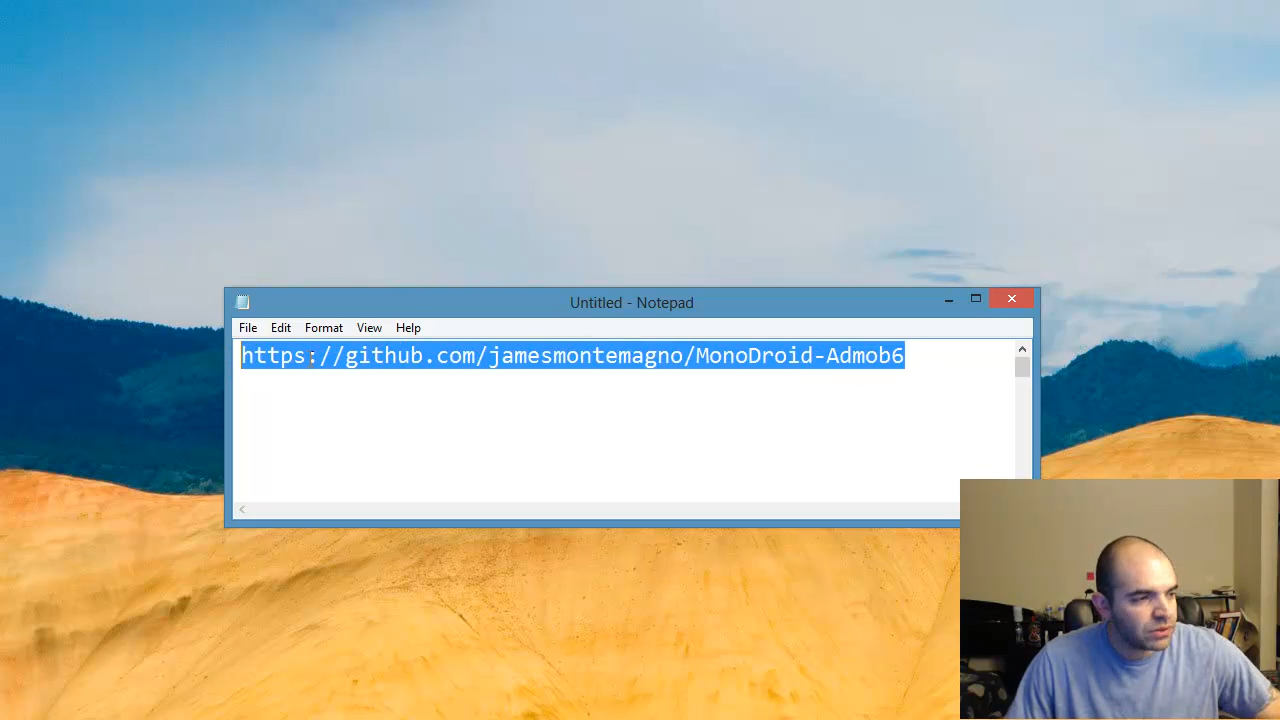 Untitled - Notepad
File Edit Format View Help
https://github.com/jamesmontemagno/MonoDroid-Admob6